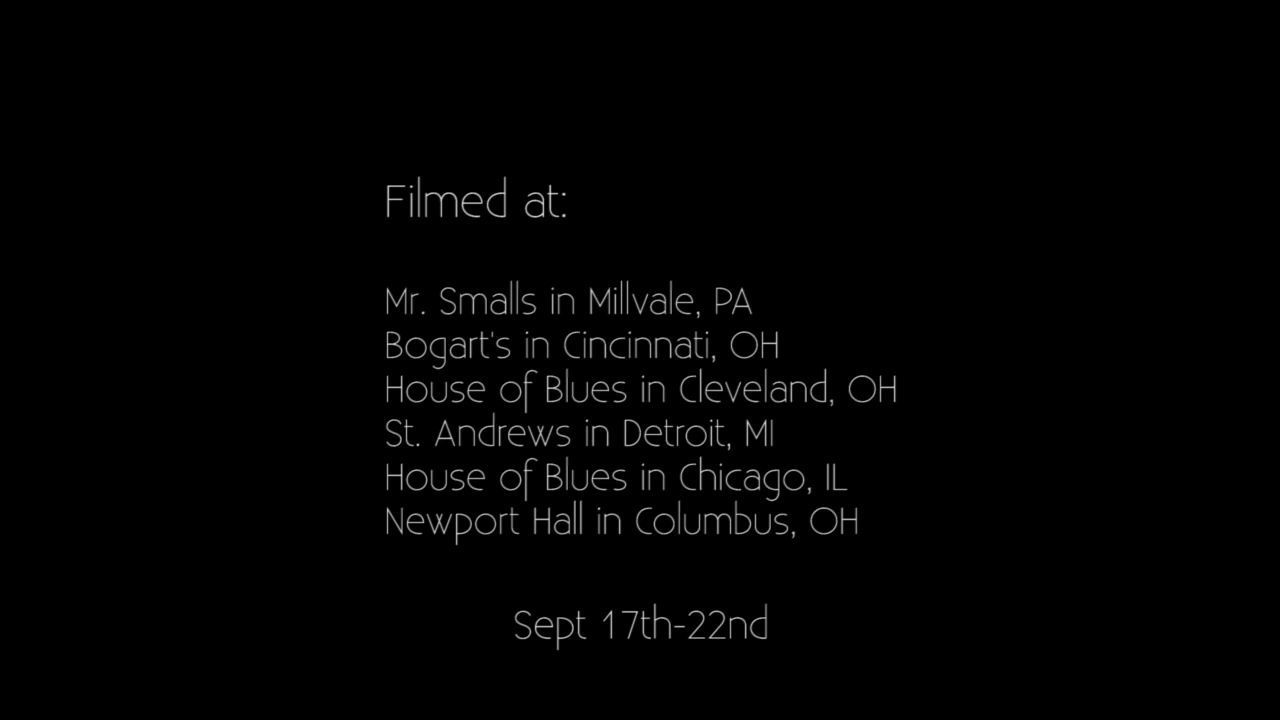 Filmed at:
Mr. Smalls in Millvale, PA
Bogart's in Cincinnati, OH
House of Blues in Cleveland, OH
St. Andrews in Detroit, MI
House of Blues in Chicago, IL
Newport Hall in Columbus, OH
Sept 17th-22nd